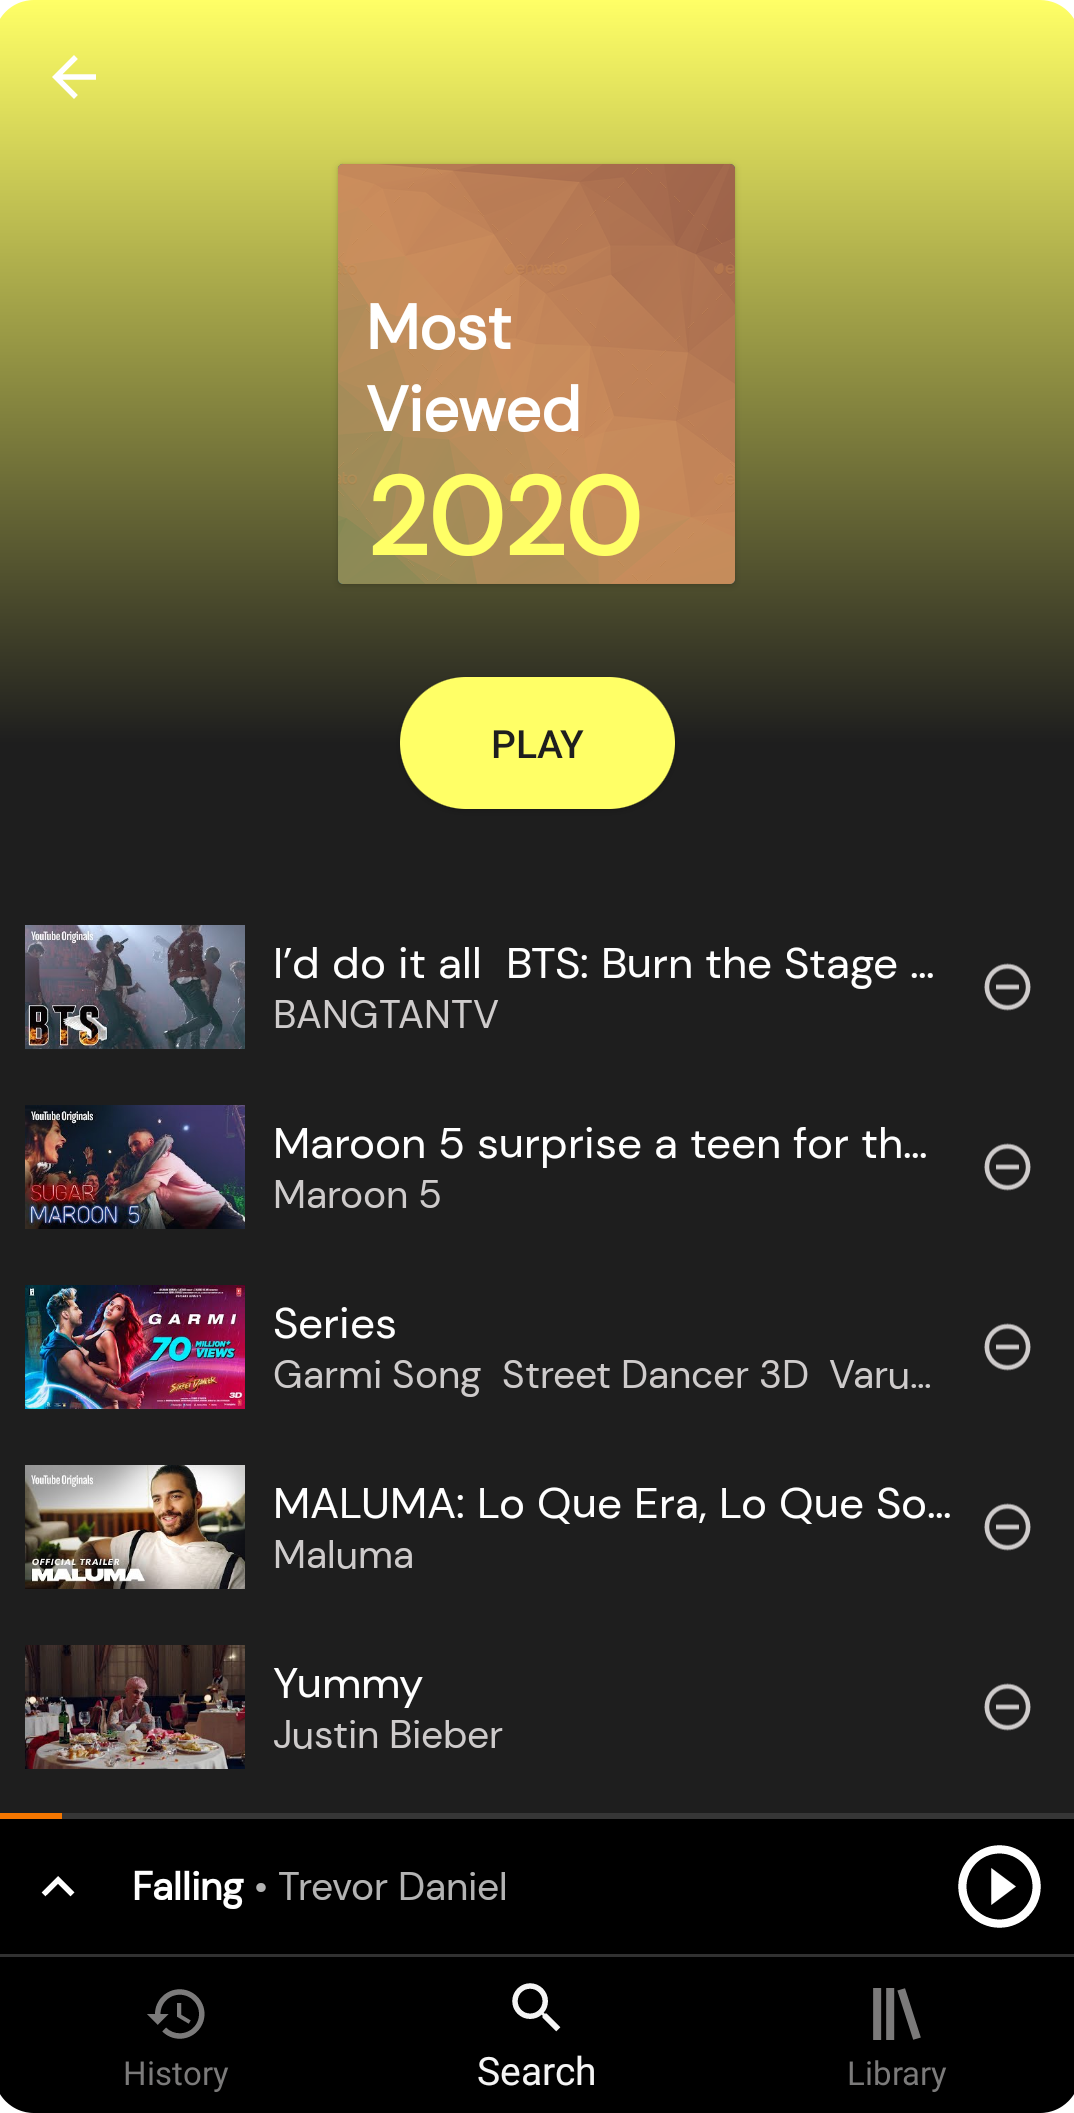 Most
Viewed
2020
PLAY
YouTube Originals
BTS
I’d do it all  BTS: Burn the Stage ...
BANGTANTV
YouTube Originals
SUGAR
MAROON 5
Maroon 5 surprise a teen for th...
Maroon 5
GARMI
70 MILLION+
VIEWS
STREET DANCER
3D
Series
Garmi Song  Street Dancer 3D  Varu...
YouTube Originals
OFFICIAL TRAILER
MALUMA
MALUMA: Lo Que Era, Lo Que So...
Maluma
Yummy
Justin Bieber
Falling • Trevor Daniel
History
Search
Library